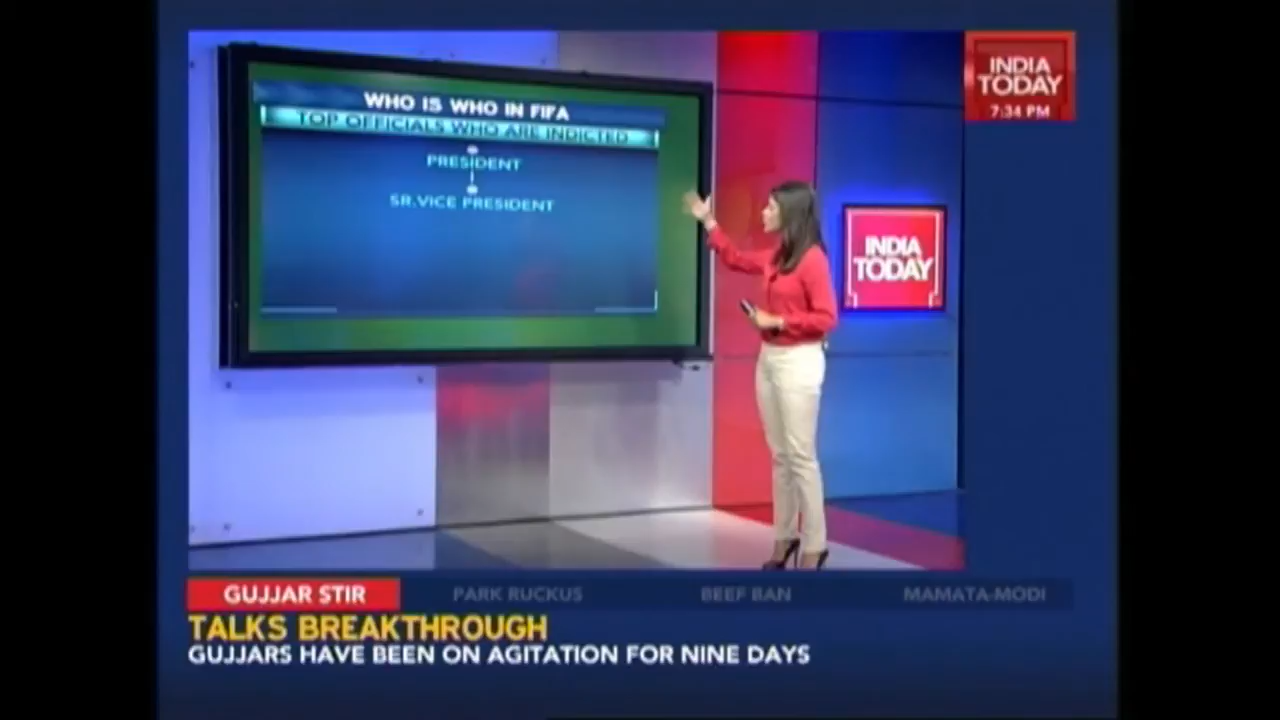 WHO IS WHO IN FIFA
TOP OFFICIALS WHO ARE INDICTED
PRESIDENT
SR.VICE PRESIDENT
INDIA
TODAY
7:34 PM
INDIA
TODAY
GUJJAR STIR
PARK RUCKUS
BEEF BAN
MAMATA-MODI
TALKS BREAKTHROUGH
GUJJARS HAVE BEEN ON AGITATION FOR NINE DAYS